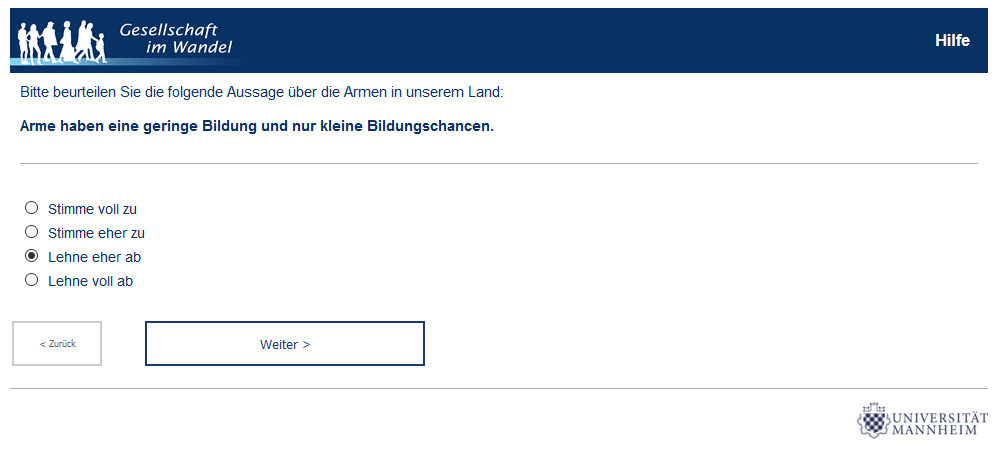 Gesellschaft
im Wandel
Hilfe
Bitte beurteilen Sie die folgende Aussage über die Armen in unserem Land:
Arme haben eine geringe Bildung und nur kleine Bildungschancen.
Stimme voll zu
Stimme eher zu
Lehne eher ab
Lehne voll ab
< Zurück
Weiter >
UNIVERSITÄT
MANNHEIM